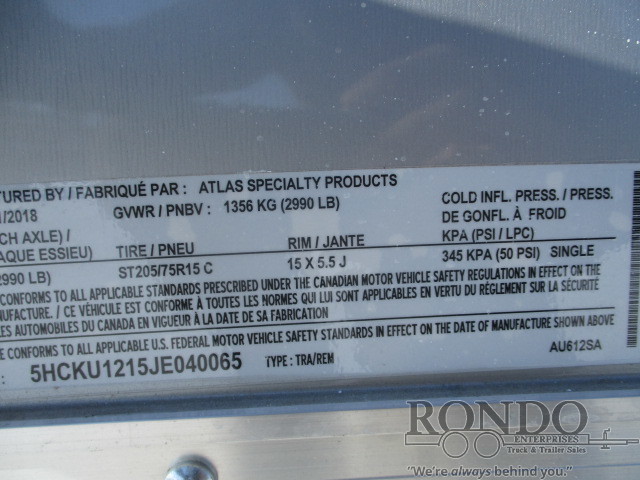 TURED BY / FABRIQUÉ PAR : ATLAS SPECIALTY PRODUCTS
/2018 GVWR / PNBV : 1356 KG (2990 LB)
COLD INFL. PRESS. / PRESS.
DE GONFL. À FROID
CH AXLE) /
AQUE ESSIEU) TIRE / PNEU RIM / JANTE KPA (PSI / LPC)
2990 LB) ST205/75R15 C 15 X 5.5 J 345 KPA (50 PSI) SINGLE
E CONFORMS TO ALL APPLICABLE STANDARDS PRESCRIBED UNDER THE CANADIAN MOTOR VEHICLE SAFETY REGULATIONS IN EFFECT ON THE
MANUFACTURE. / CE VÉHICULE EST CONFORME À TOUTES LES NORMES QUI LUI SONT APPLICABLES EN VERTU DU RÈGLEMENT SUR LA SÉCURITÉ
LES AUTOMOBILES DU CANADA EN VIGUEUR À LA DATE DE SA FABRICATION.
CONFORMS TO ALL APPLICABLE FEDERAL MOTOR VEHICLE SAFETY STANDARDS IN EFFECT ON THE DATE OF MANUFACTURE SHOWN ABOVE.
5HCKU1215JE040065 TYPE: TRA/REM AU612SA
RONDO
ENTERPRISES
Truck & Trailer Sales
"We're always behind you."